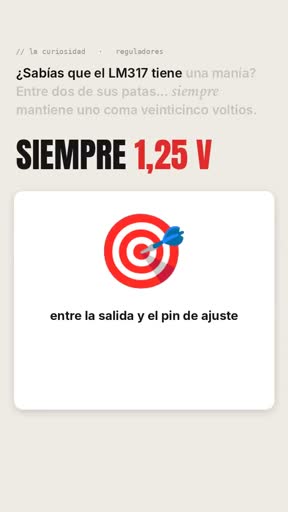 // la curiosidad · reguladores
¿Sabías que el LM317 tiene una manía?
Entre dos de sus patas... siempre
mantiene uno coma veinticinco voltios.
SIEMPRE 1,25 V
entre la salida y el pin de ajuste